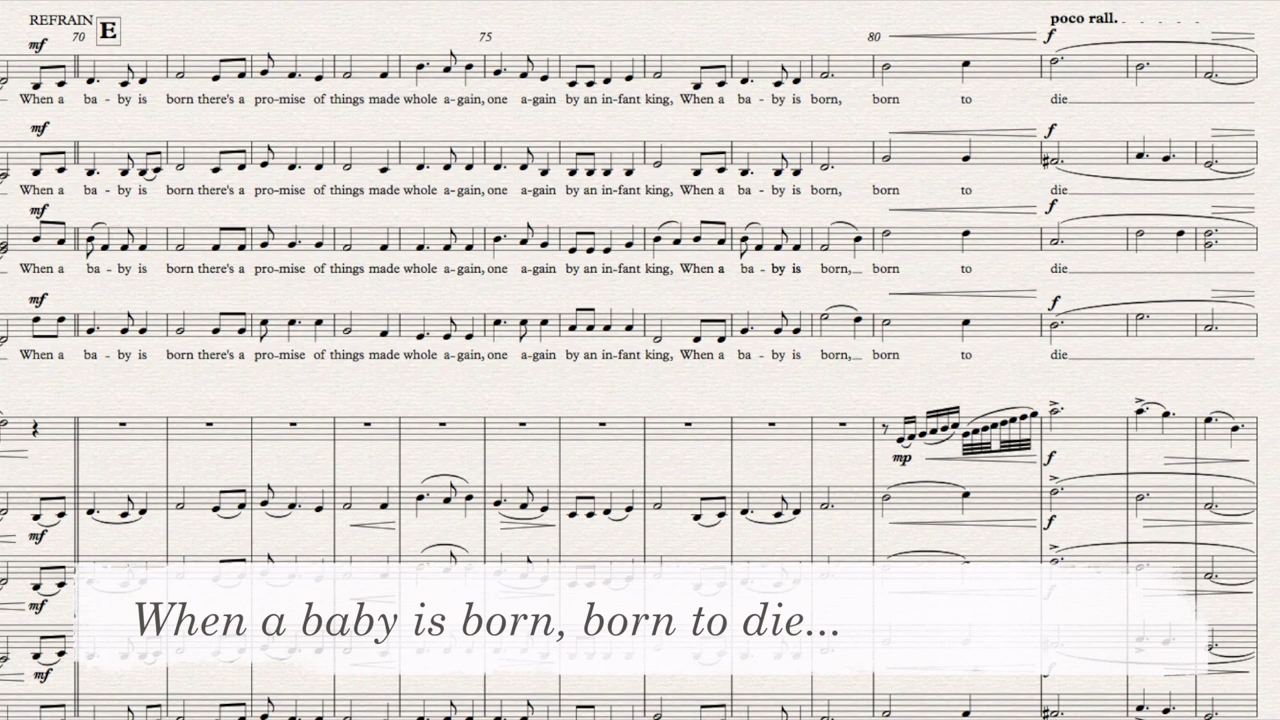 REFRAIN E poco rall.
70 75 80
mf f
When a ba - by is born there's a pro-mise of things made whole a-gain, one a-gain by an in-fant king, When a ba - by is born, born to die
mf f
When a ba - by is born there's a pro-mise of things made whole a-gain, one a-gain by an in-fant king, When a ba - by is born, born to die
mf f
When a ba - by is born there's a pro-mise of things made whole a-gain, one a-gain by an in-fant king, When a ba - by is born, born to die
mf f
When a ba - by is born there's a pro-mise of things made whole a-gain, one a-gain by an in-fant king, When a ba - by is born, born to die
mp f
mf f
mf
When a baby is born, born to die...
mf f